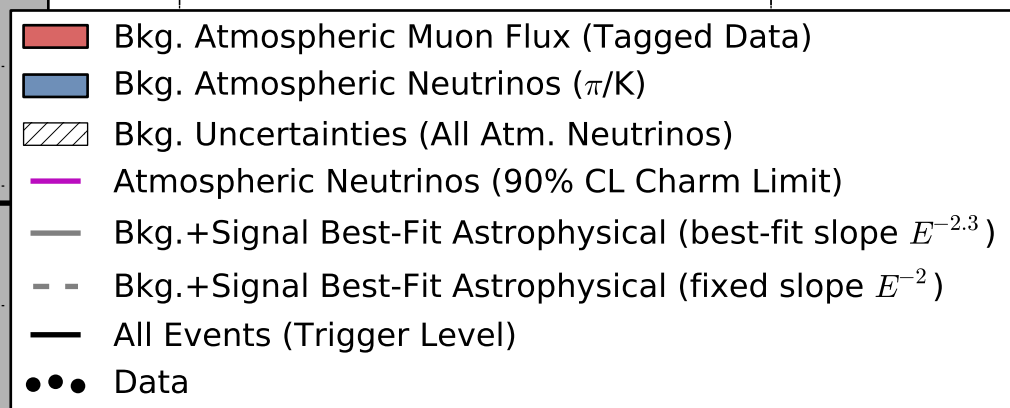 Bkg. Atmospheric Muon Flux (Tagged Data)
Bkg. Atmospheric Neutrinos (π/K)
Bkg. Uncertainties (All Atm. Neutrinos)
Atmospheric Neutrinos (90% CL Charm Limit)
Bkg.+Signal Best-Fit Astrophysical (best-fit slope E⁻²·³)
Bkg.+Signal Best-Fit Astrophysical (fixed slope E⁻²)
All Events (Trigger Level)
Data